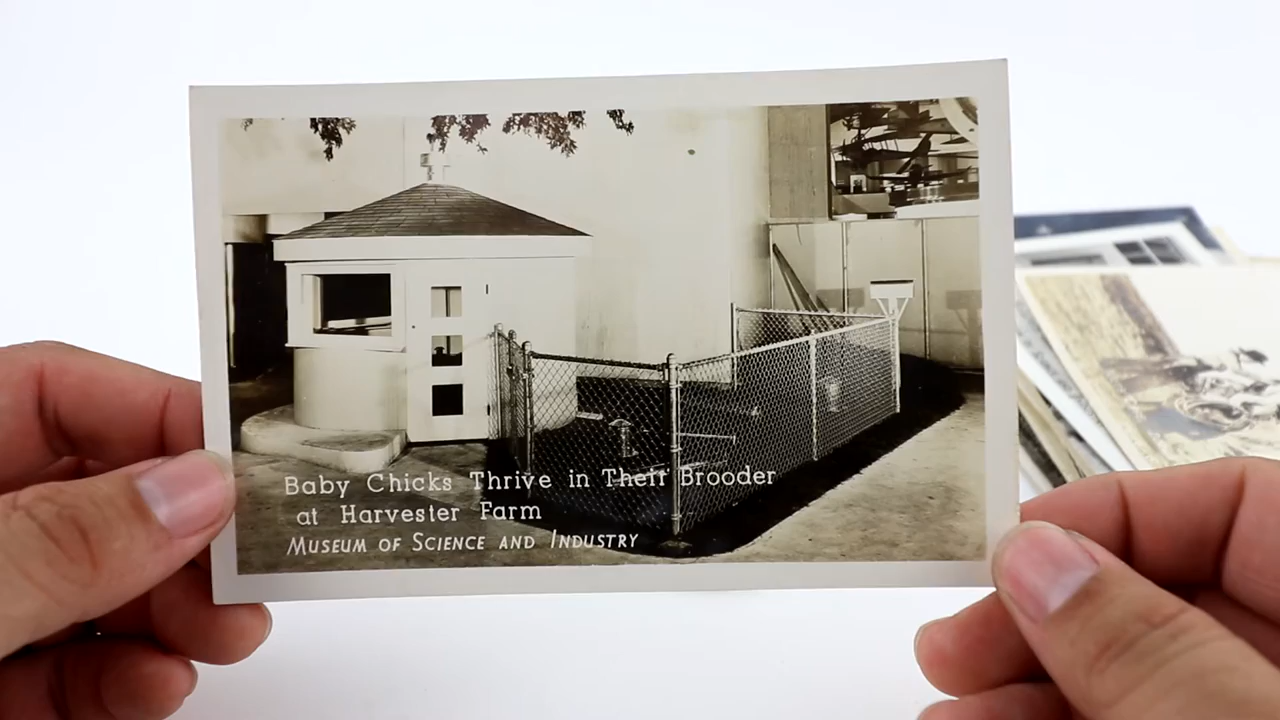 Baby Chicks Thrive in Their Brooder
at Harvester Farm
MUSEUM OF SCIENCE AND INDUSTRY